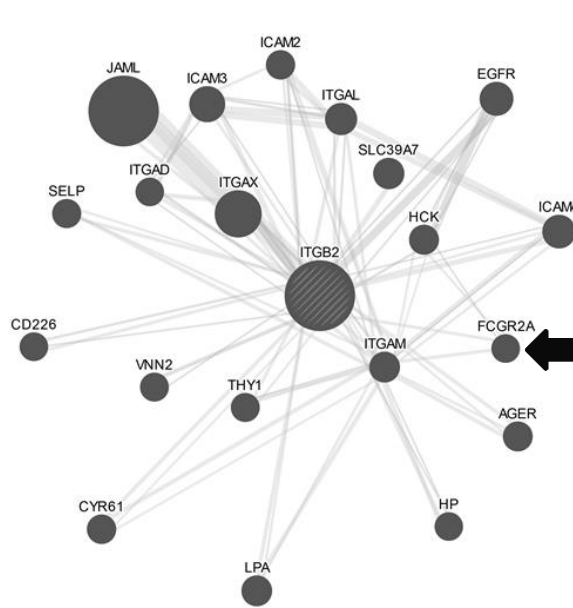 ICAM2
JAML
ICAM3
EGFR
ITGAL
SLC39A7
ITGAD
ITGAX
SELP
HCK
ITGB2
CD226
FCGR2A
ITGAM
VNN2
THY1
AGER
CYR61
HP
LPA